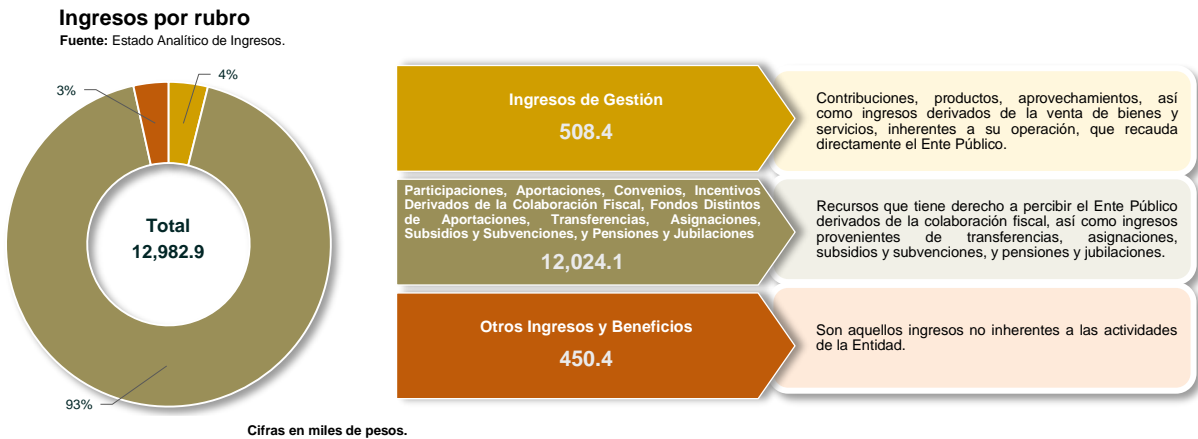 Ingresos por rubro
Fuente: Estado Analítico de Ingresos.
4%
3%
Total
12,982.9
93%
Ingresos de Gestión
508.4
Contribuciones, productos, aprovechamientos, así
como ingresos derivados de la venta de bienes y
servicios, inherentes a su operación, que recauda
directamente el Ente Público.
Participaciones, Aportaciones, Convenios, Incentivos
Derivados de la Colaboración Fiscal, Fondos Distintos
de Aportaciones, Transferencias, Asignaciones,
Subsidios y Subvenciones, y Pensiones y Jubilaciones
12,024.1
Recursos que tiene derecho a percibir el Ente Público
derivados de la colaboración fiscal, así como ingresos
provenientes de transferencias, asignaciones,
subsidios y subvenciones, y pensiones y jubilaciones.
Otros Ingresos y Beneficios
450.4
Son aquellos ingresos no inherentes a las actividades
de la Entidad.
Cifras en miles de pesos.